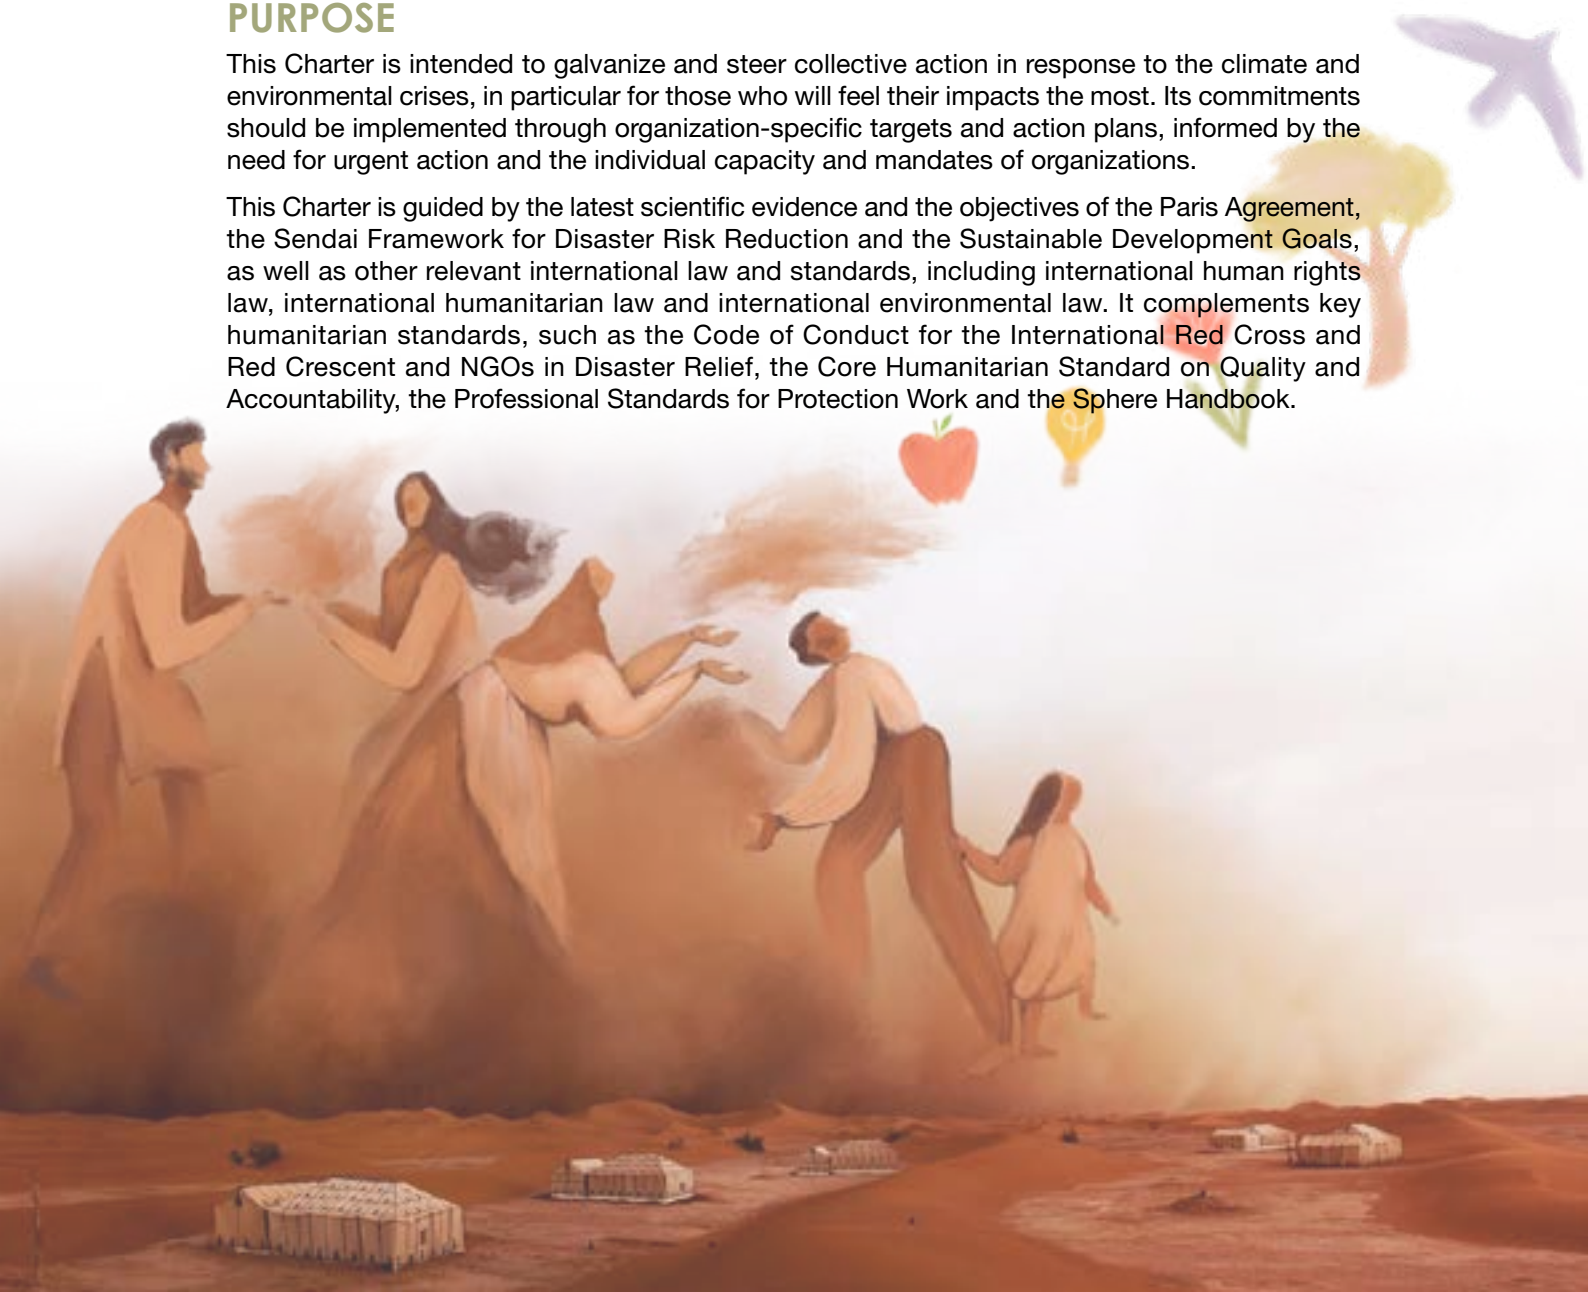 PURPOSE
This Charter is intended to galvanize and steer collective action in response to the climate and
environmental crises, in particular for those who will feel their impacts the most. Its commitments
should be implemented through organization-specific targets and action plans, informed by the
need for urgent action and the individual capacity and mandates of organizations.
This Charter is guided by the latest scientific evidence and the objectives of the Paris Agreement,
the Sendai Framework for Disaster Risk Reduction and the Sustainable Development Goals,
as well as other relevant international law and standards, including international human rights
law, international humanitarian law and international environmental law. It complements key
humanitarian standards, such as the Code of Conduct for the International Red Cross and
Red Crescent and NGOs in Disaster Relief, the Core Humanitarian Standard on Quality and
Accountability, the Professional Standards for Protection Work and the Sphere Handbook.